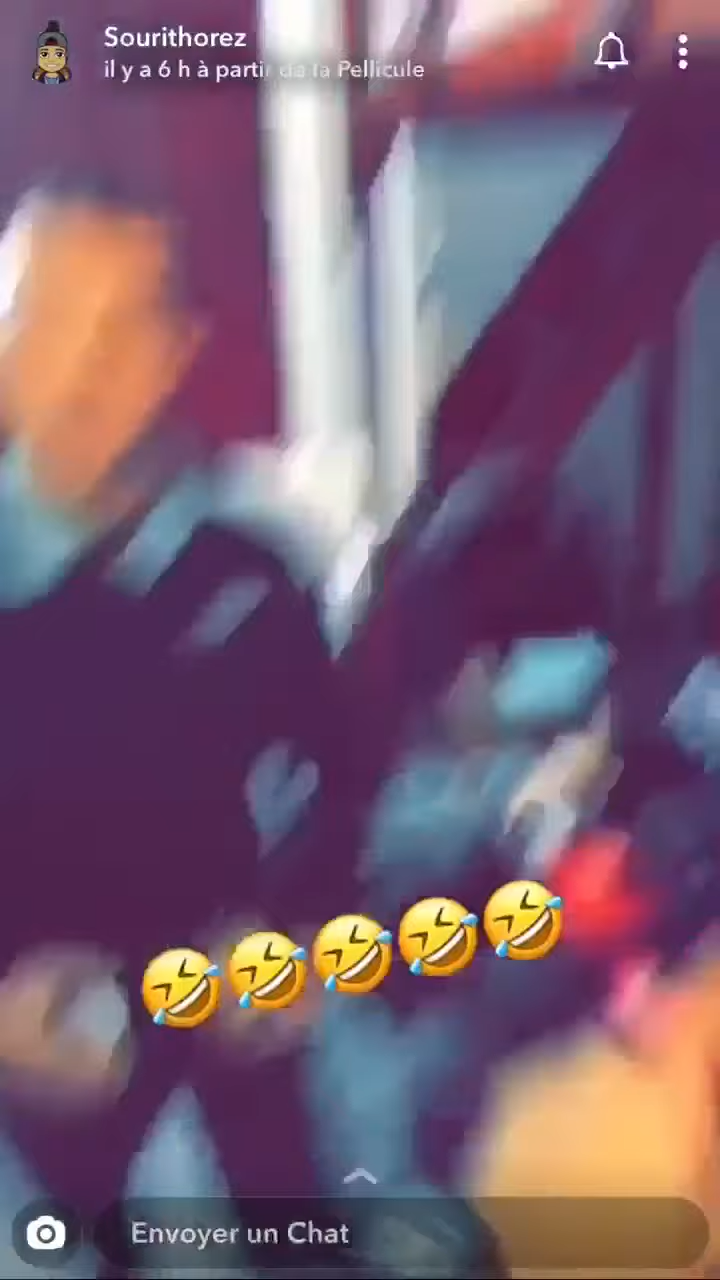 Sourithorez
il y a 6 h à partir de la Pellicule
🤣🤣🤣🤣🤣
Envoyer un Chat